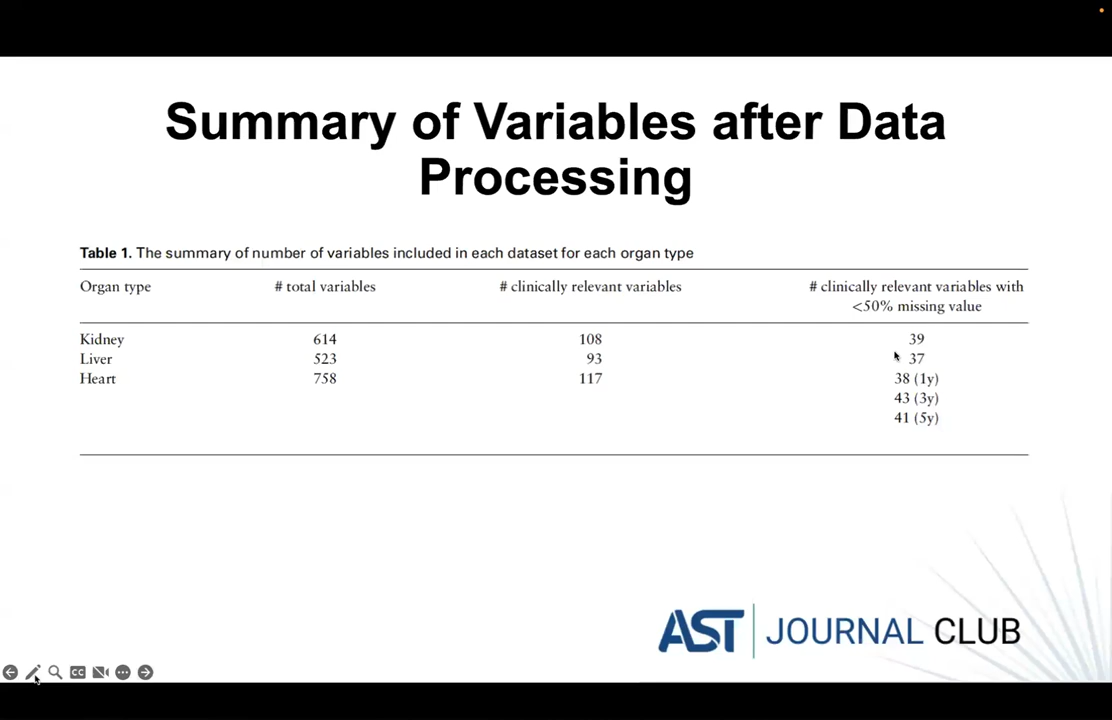 Summary of Variables after Data
Processing
Table 1. The summary of number of variables included in each dataset for each organ type
Organ type # total variables # clinically relevant variables # clinically relevant variables with
<50% missing value
Kidney 614 108 39
Liver 523 93 37
Heart 758 117 38 (1y)
43 (3y)
41 (5y)
AST JOURNAL CLUB
CC